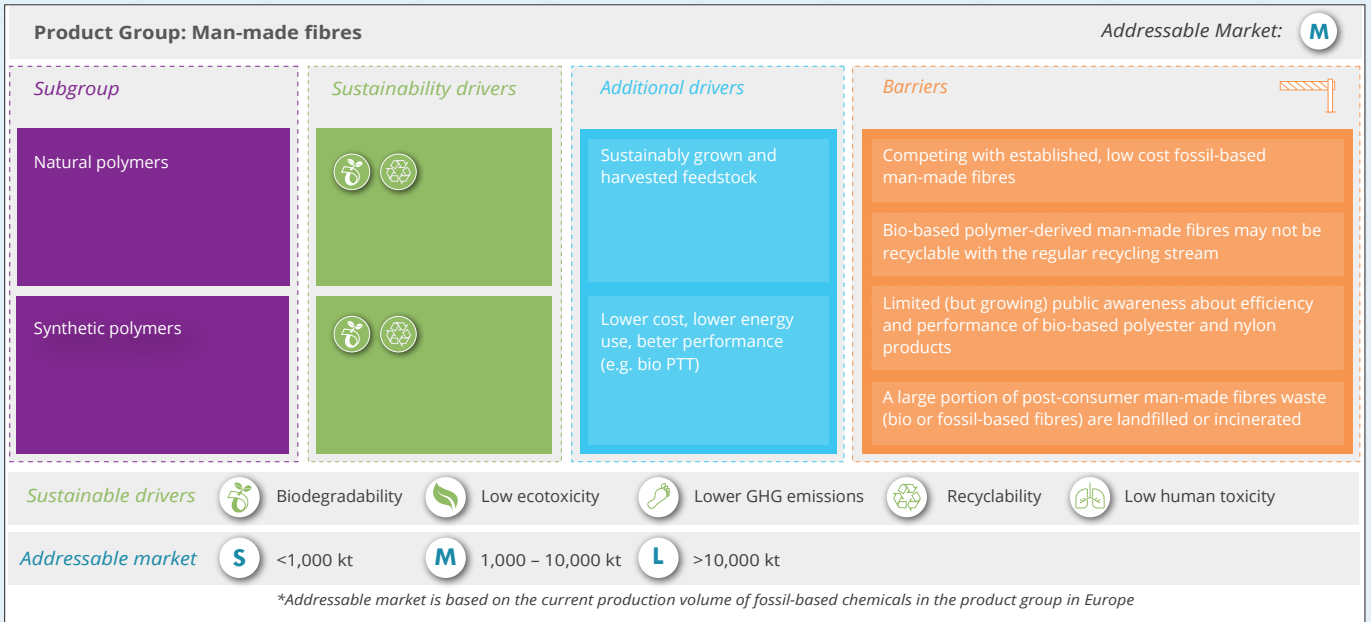 Product Group: Man-made fibres
Addressable Market: M
Subgroup
Sustainability drivers
Additional drivers
Barriers
Natural polymers
Sustainably grown and
harvested feedstock
Synthetic polymers
Lower cost, lower energy
use, beter performance
(e.g. bio PTT)
Competing with established, low cost fossil-based
man-made fibres
Bio-based polymer-derived man-made fibres may not be
recyclable with the regular recycling stream
Limited (but growing) public awareness about efficiency
and performance of bio-based polyester and nylon
products
A large portion of post-consumer man-made fibres waste
(bio or fossil-based fibres) are landfilled or incinerated
Sustainable drivers Biodegradability Low ecotoxicity Lower GHG emissions Recyclability Low human toxicity
Addressable market S <1,000 kt M 1,000 – 10,000 kt L >10,000 kt
*Addressable market is based on the current production volume of fossil-based chemicals in the product group in Europe